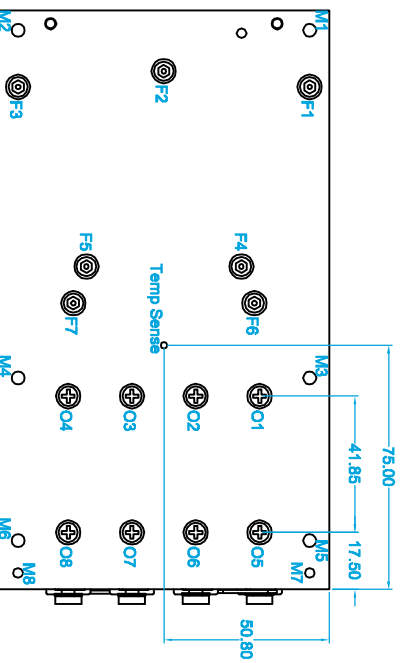 M2
M1
F2
F3
F1
F5
F4
F7
F6
Temp Sense
M4
M3
O4
O3
O2
O1
41.85
75.00
M6
O8
O7
O6
O5
M5
17.50
M8
M7
50.80